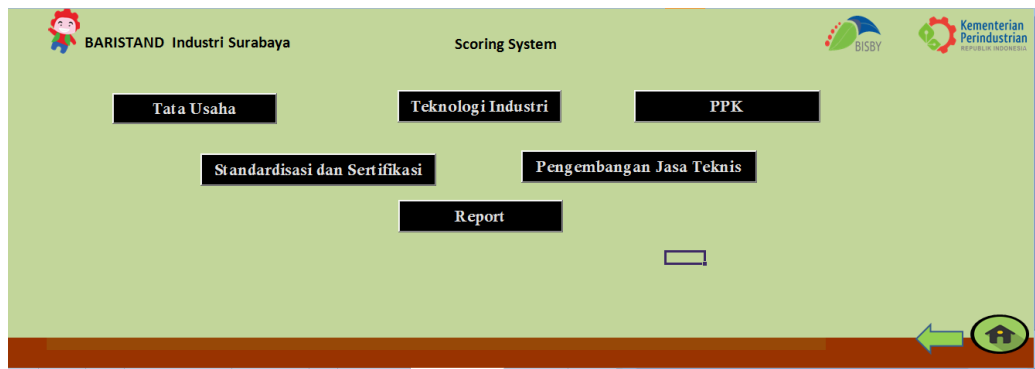 BARISTAND Industri Surabaya
Scoring System
BISBY
Kementerian
Perindustrian
REPUBLIK INDONESIA
Tata Usaha
Teknologi Industri
PPK
Standardisasi dan Sertifikasi
Pengembangan Jasa Teknis
Report